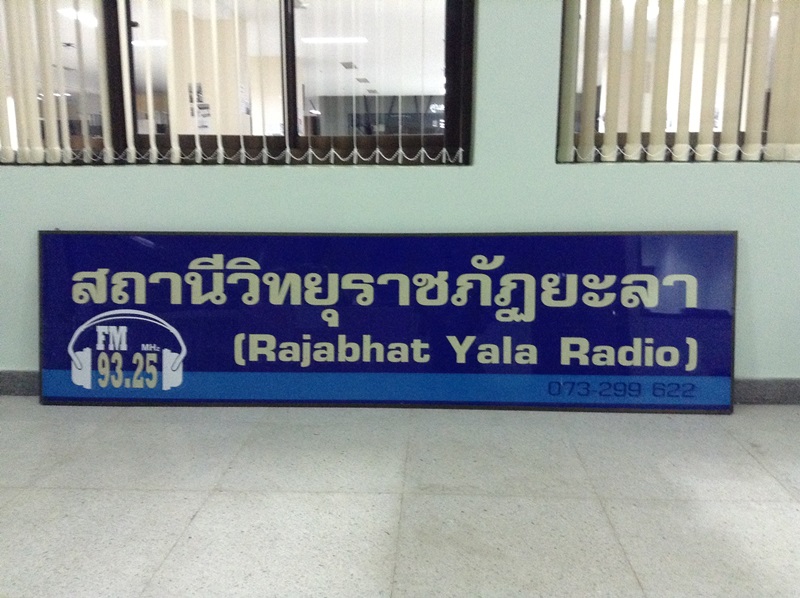 สถานีวิทยุราชภัฏยะลา
FM
MHz
93.25
(Rajabhat Yala Radio)
073-299 622